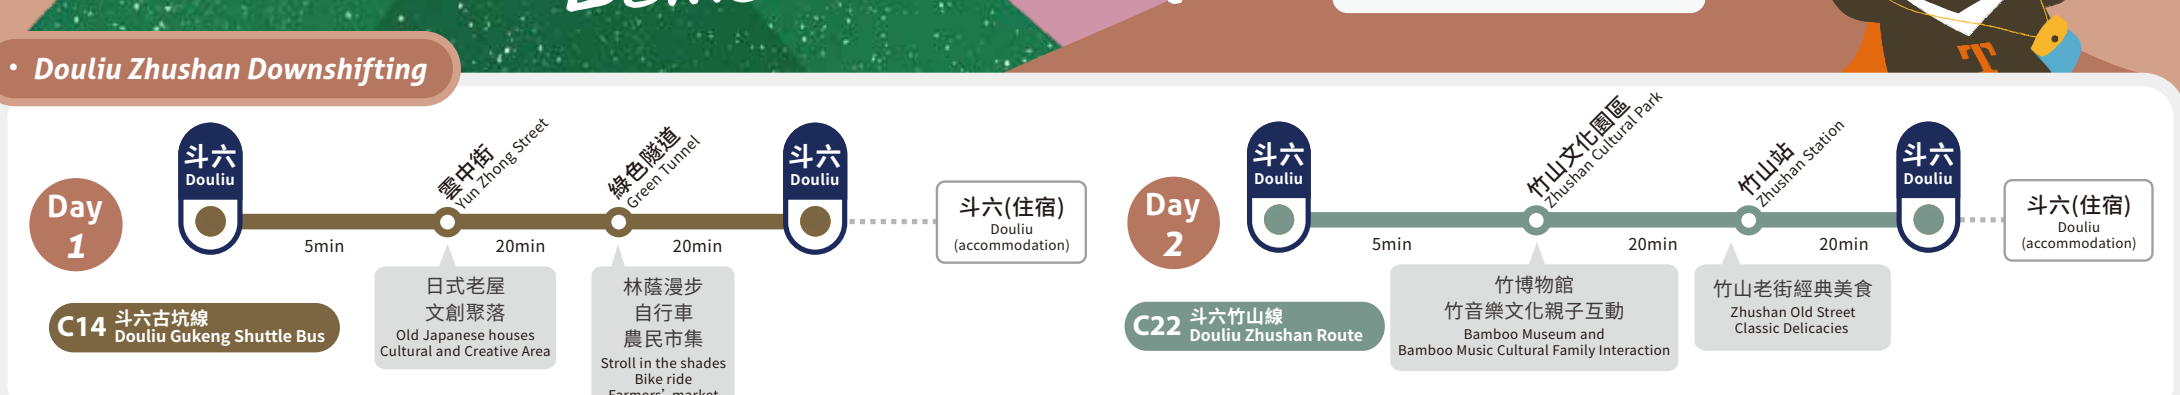 • Douliu Zhushan Downshifting
Day
1
斗六
Douliu
5min
雲中街
Yun Zhong Street
20min
綠色隧道
Green Tunnel
20min
斗六
Douliu
斗六(住宿)
Douliu
(accommodation)
C14 斗六古坑線
Douliu Gukeng Shuttle Bus
日式老屋
文創聚落
Old Japanese houses
Cultural and Creative Area
林蔭漫步
自行車
農民市集
Stroll in the shades
Bike ride
Farmers' market
Day
2
斗六
Douliu
5min
竹山文化園區
Zhushan Cultural Park
20min
竹山站
Zhushan Station
20min
斗六
Douliu
斗六(住宿)
Douliu
(accommodation)
C22 斗六竹山線
Douliu Zhushan Route
竹博物館
竹音樂文化親子互動
Bamboo Museum and
Bamboo Music Cultural Family Interaction
竹山老街經典美食
Zhushan Old Street
Classic Delicacies
T